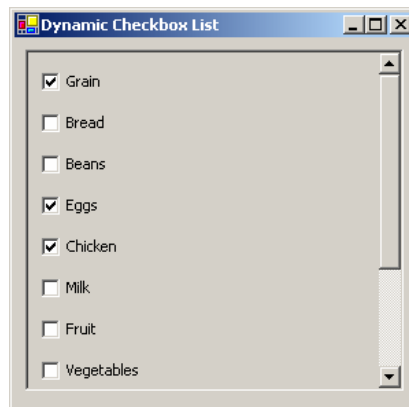 Dynamic Checkbox List
Grain
Bread
Beans
Eggs
Chicken
Milk
Fruit
Vegetables